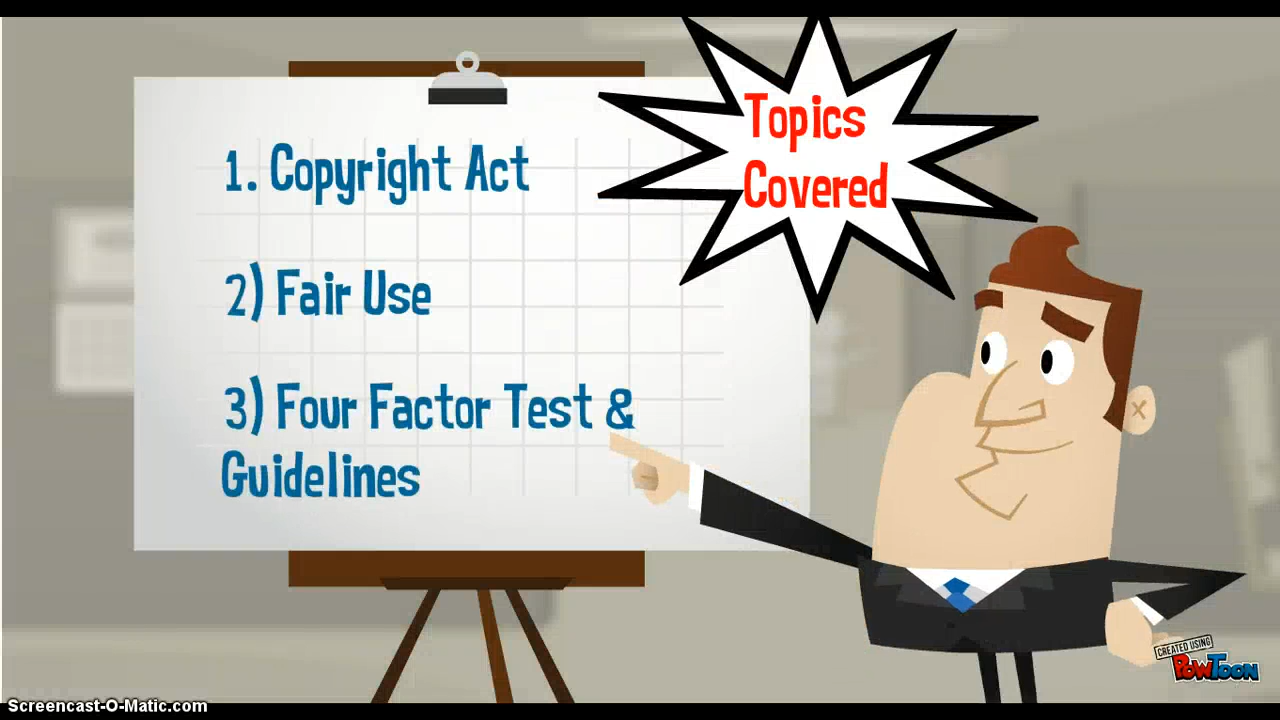 Topics
Covered
1. Copyright Act
2) Fair Use
3) Four Factor Test &
Guidelines
CREATED USING
POWTOON
Screencast-O-Matic.com